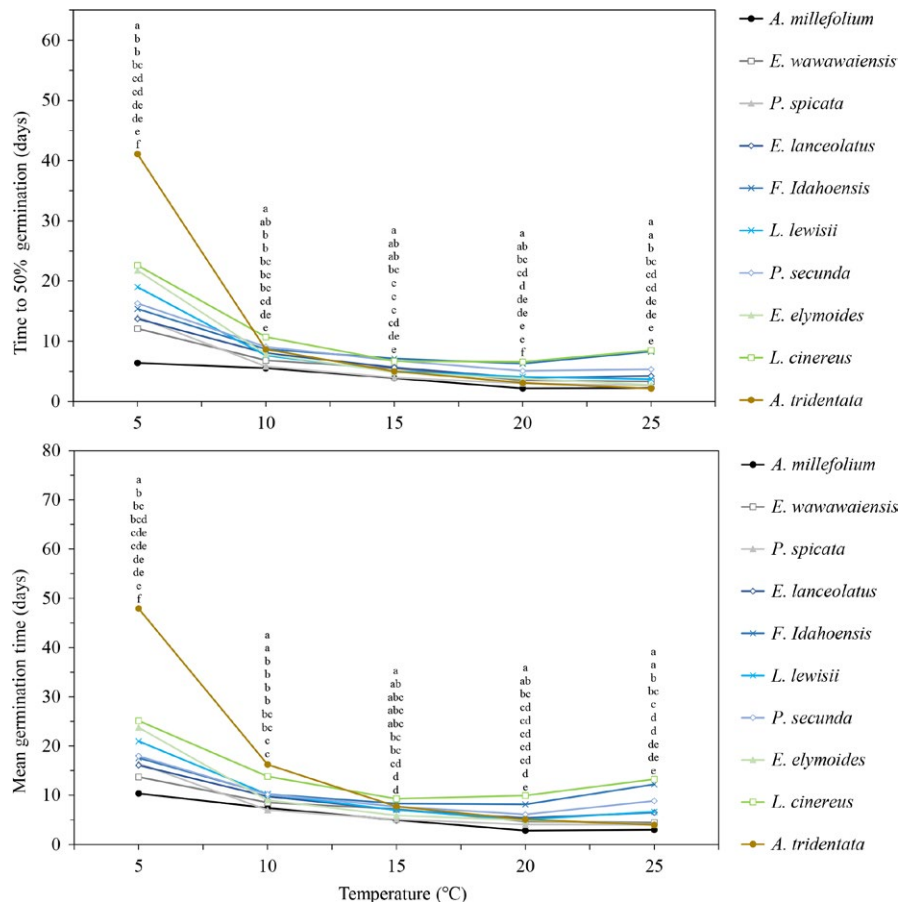 Time to 50% germination (days)
60
50
40
30
20
10
0
a
b
b
bc
cd
cd
de
de
e
f
a
ab
b
b
bc
bc
bc
cd
de
e
a
ab
ab
bc
c
c
c
cd
de
e
a
ab
bc
cd
d
de
de
e
f
a
a
b
bc
cd
cd
de
de
e
5
10
15
20
25
A. millefolium
E. wawawaiensis
P. spicata
E. lanceolatus
F. Idahoensis
L. lewisii
P. secunda
E. elymoides
L. cinereus
A. tridentata
Mean germination time (days)
80
70
60
50
40
30
20
10
0
a
b
bc
bcd
cde
cde
de
de
e
f
a
a
b
b
b
b
bc
bc
c
c
a
ab
abc
abc
abc
bc
bc
cd
d
d
a
ab
bc
cd
cd
cd
cd
cd
d
e
a
a
b
bc
c
d
d
de
de
e
5
10
15
20
25
Temperature (°C)
A. millefolium
E. wawawaiensis
P. spicata
E. lanceolatus
F. Idahoensis
L. lewisii
P. secunda
E. elymoides
L. cinereus
A. tridentata